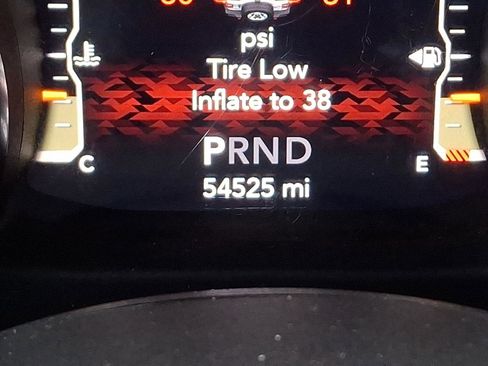 psi
Tire Low
Inflate to 38
PRND
C
E
54525 mi